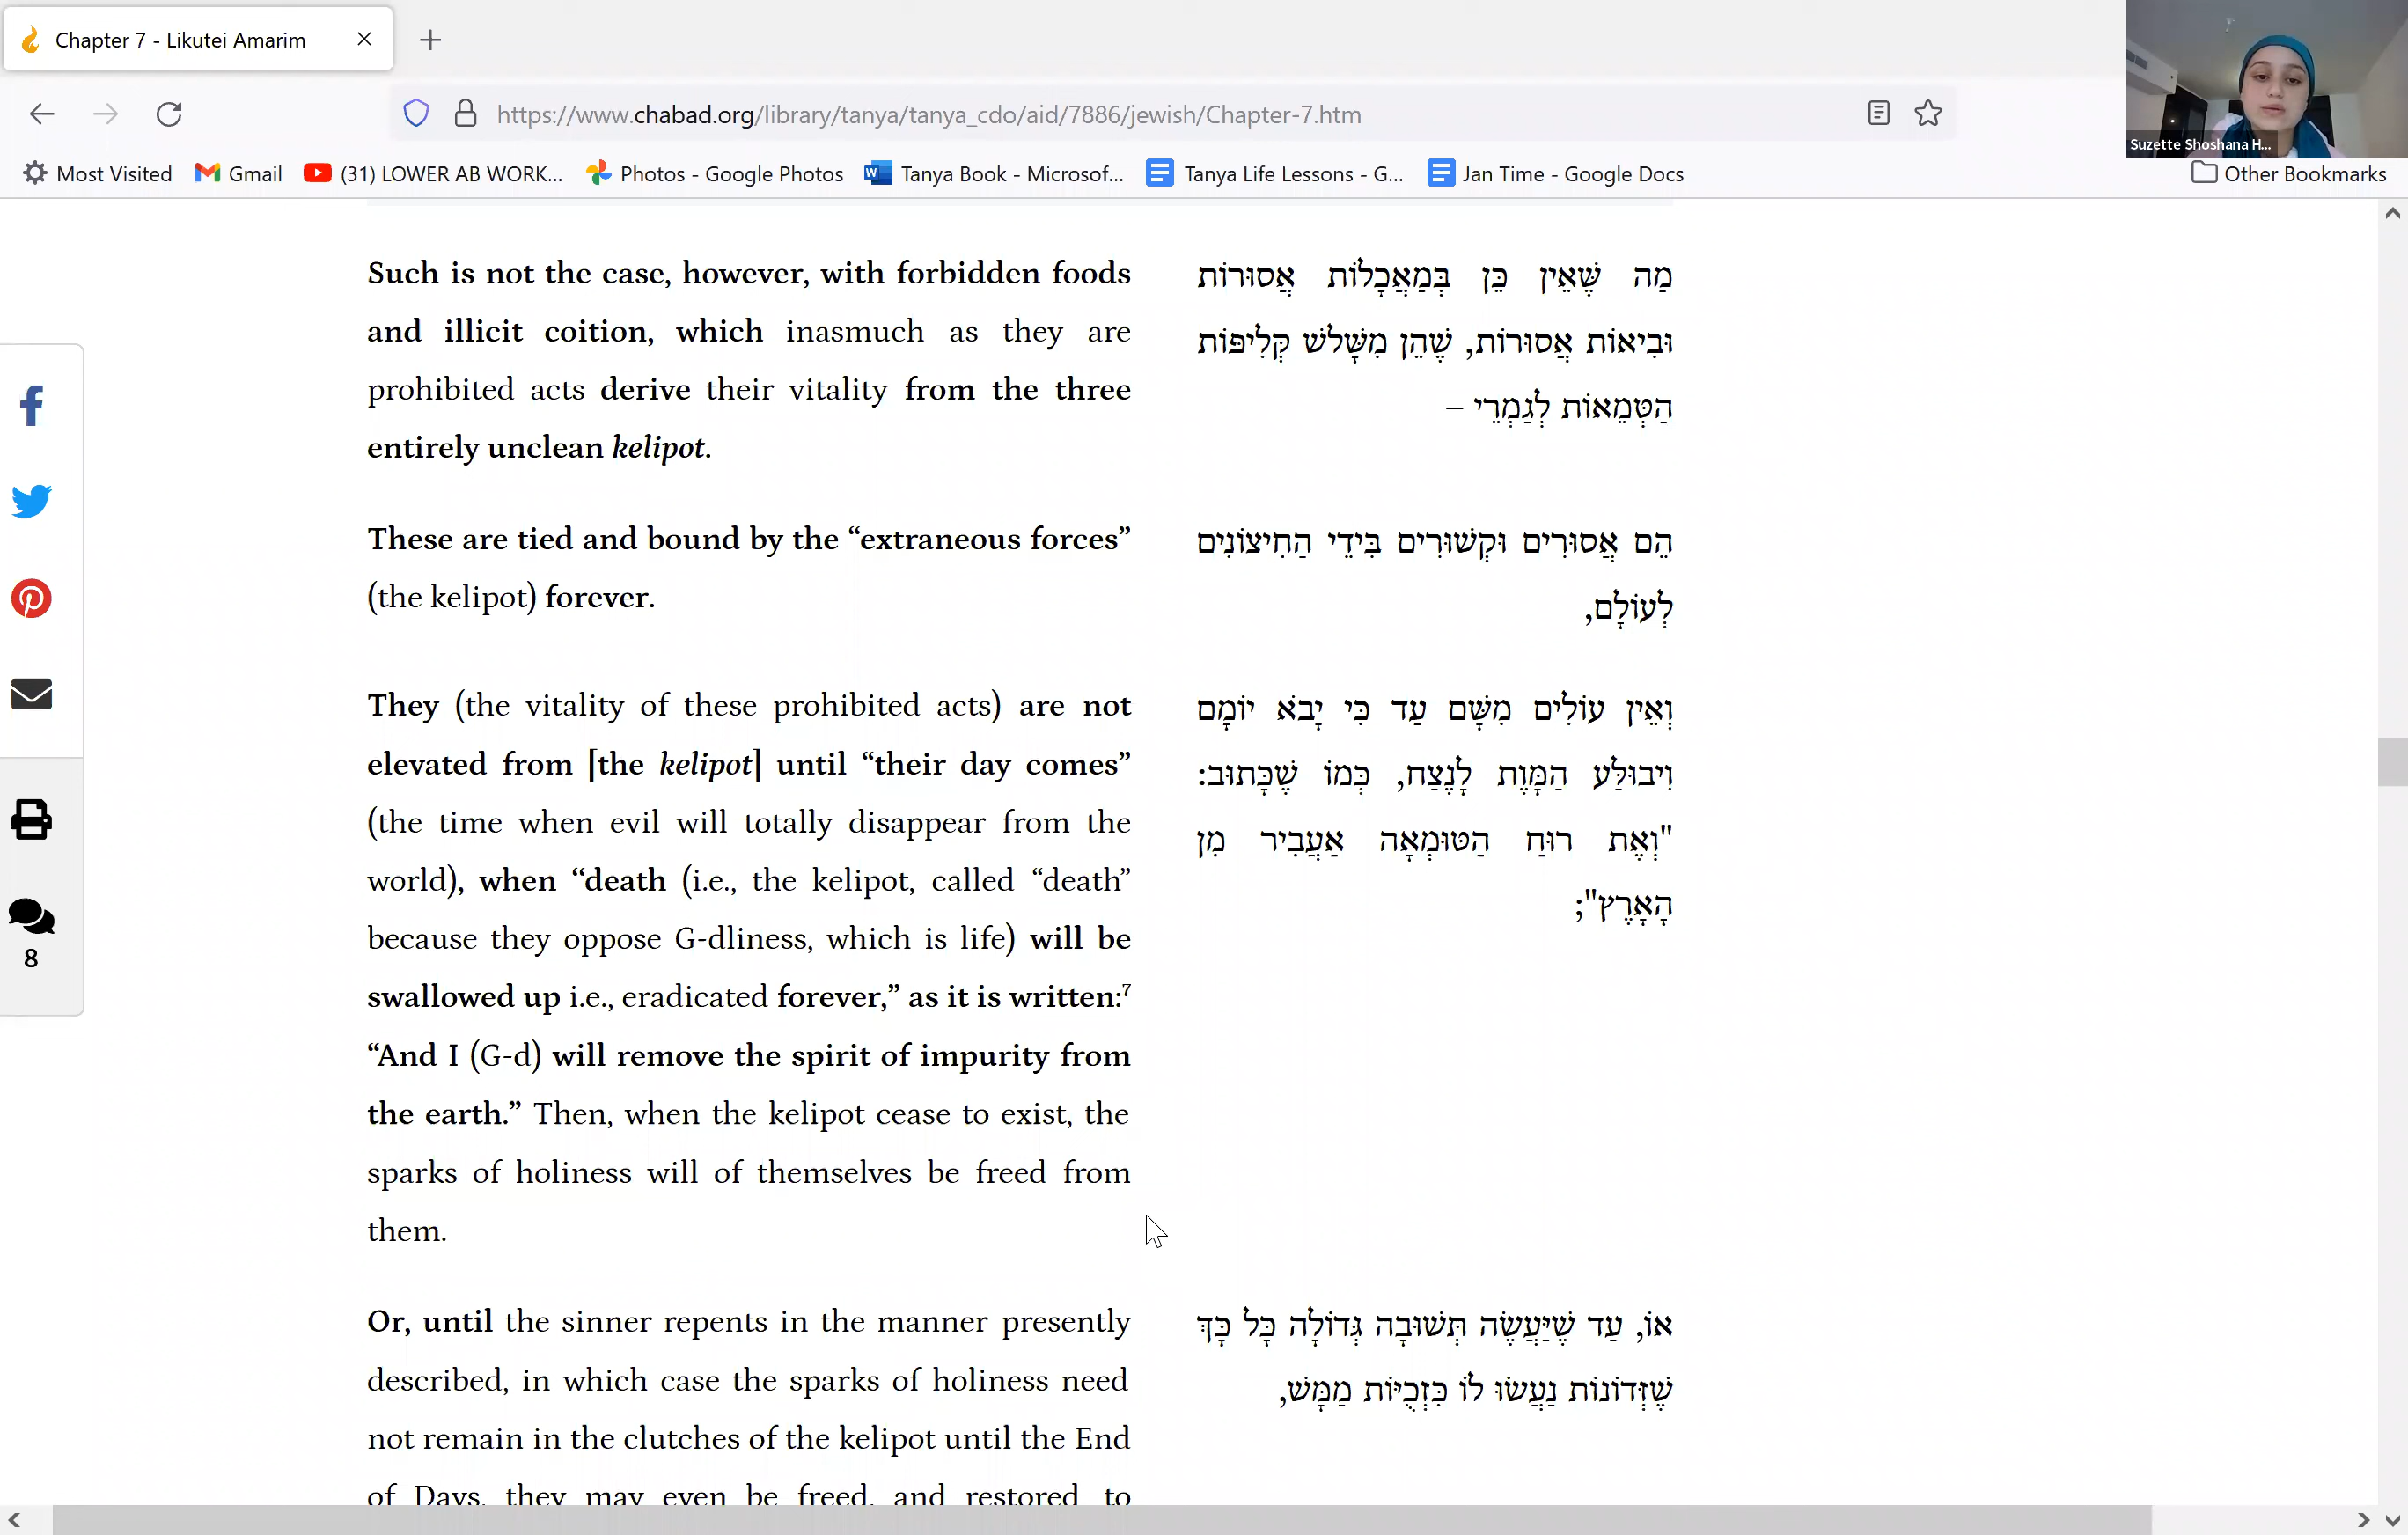 Chapter 7 - Likutei Amarim
https://www.chabad.org/library/tanya/tanya_cdo/aid/7886/jewish/Chapter-7.htm
Suzette Shoshana H...
Most Visited
Gmail
(31) LOWER AB WORK...
Photos - Google Photos
Tanya Book - Microsof...
Tanya Life Lessons - G...
Jan Time - Google Docs
Other Bookmarks
Such is not the case, however, with forbidden foods
and illicit coition, which inasmuch as they are
prohibited acts derive their vitality from the three
entirely unclean kelipot.
מַה שֶּׁאֵין כֵּן בְּמַאֲכָלוֹת אֲסוּרוֹת
וּבִיאוֹת אֲסוּרוֹת, שֶׁהֵן מִשָּׁלשׁ קְלִיפּוֹת
הַטְּמֵאוֹת לְגַמְרֵי –
These are tied and bound by the “extraneous forces”
(the kelipot) forever.
הֵם אֲסוּרִים וּקְשׁוּרִים בִּידֵי הַחִיצוֹנִים
לְעוֹלָם,
They (the vitality of these prohibited acts) are not
elevated from [the kelipot] until “their day comes”
(the time when evil will totally disappear from the
world), when “death (i.e., the kelipot, called “death”
because they oppose G-dliness, which is life) will be
swallowed up i.e., eradicated forever,” as it is written:⁷
“And I (G-d) will remove the spirit of impurity from
the earth.” Then, when the kelipot cease to exist, the
sparks of holiness will of themselves be freed from
them.
וְאֵין עוֹלִים מִשָּׁם עַד כִּי יָבֹא יוֹמָם
וִיבוּלַּע הַמָּוֶת לָנֶצַח, כְּמוֹ שֶׁכָּתוּב:
"וְאֶת רוּחַ הַטּוּמְאָה אַעֲבִיר מִן
הָאָרֶץ";
Or, until the sinner repents in the manner presently
described, in which case the sparks of holiness need
not remain in the clutches of the kelipot until the End
of Days, they may even be freed, and restored to
אוֹ, עַד שֶׁיַּעֲשֶׂה תְּשׁוּבָה גְּדוֹלָה כָּל כָּךְ
שֶׁזְּדוֹנוֹת נַעֲשׂוּ לוֹ כִּזְכֻיּוֹת מַמָּשׁ,
8